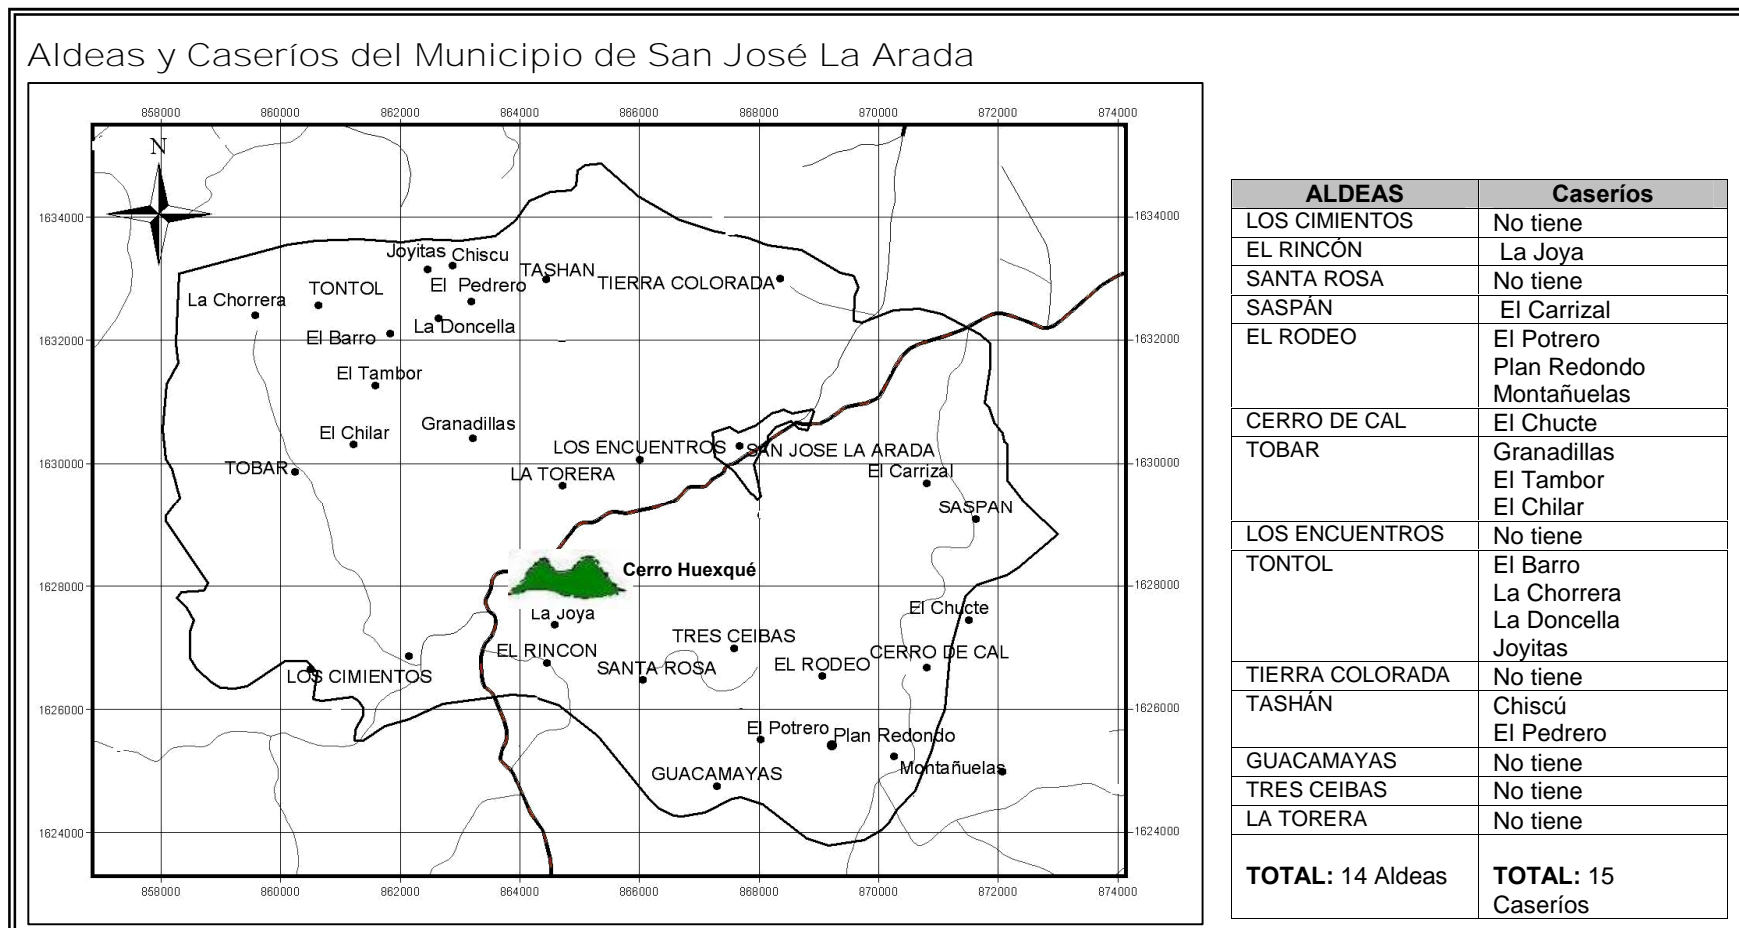 Aldeas y Caseríos del Municipio de San José La Arada
858000 860000 862000 864000 866000 868000 870000 872000 874000
N
1634000 1634000
Joyitas Chiscu
TASHAN
El Pedrero
TIERRA COLORADA
TONTOL
La Chorrera
La Doncella
El Barro
1632000 1632000
El Tambor
Granadillas
El Chilar
LOS ENCUENTROS SAN JOSE LA ARADA
1630000 1630000
TOBAR
LA TORERA
El Carrizal
SASPAN
Cerro Huexqué
1628000 1628000
La Joya
El Chucte
TRES CEIBAS
EL RINCON
CERRO DE CAL
SANTA ROSA
EL RODEO
LOS CIMIENTOS
1626000 1626000
El Potrero
Plan Redondo
Montañuelas
GUACAMAYAS
1624000 1624000
858000 860000 862000 864000 866000 868000 870000 872000 874000
ALDEAS Caseríos
LOS CIMIENTOS No tiene
EL RINCÓN La Joya
SANTA ROSA No tiene
SASPÁN El Carrizal
EL RODEO El Potrero
Plan Redondo
Montañuelas
CERRO DE CAL El Chucte
TOBAR Granadillas
El Tambor
El Chilar
LOS ENCUENTROS No tiene
TONTOL El Barro
La Chorrera
La Doncella
Joyitas
TIERRA COLORADA No tiene
TASHÁN Chiscú
El Pedrero
GUACAMAYAS No tiene
TRES CEIBAS No tiene
LA TORERA No tiene
TOTAL: 14 Aldeas TOTAL: 15
Caseríos